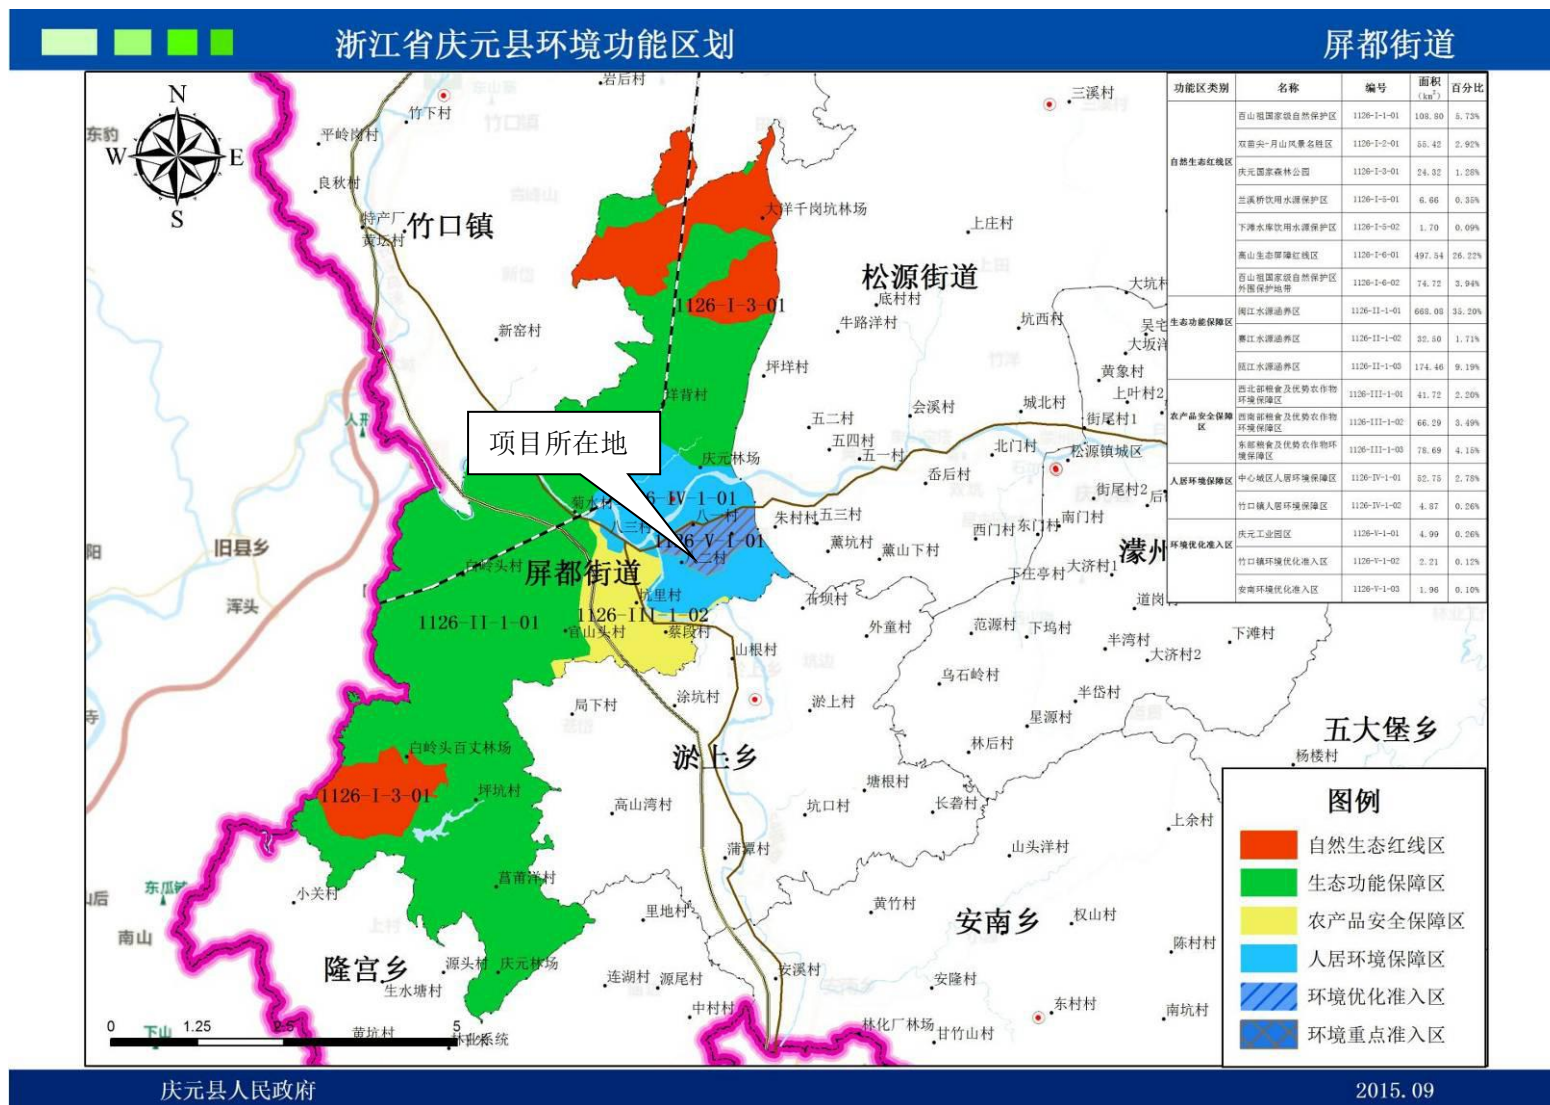 浙江省庆元县环境功能区划
屏都街道
功能区类别 名称 编号 面积（km²） 百分比
自然生态红线区
百山祖国家级自然保护区 1126-I-1-01 108.80 5.73%
双苗尖-月山风景名胜区 1126-I-2-01 55.42 2.92%
庆元国家森林公园 1126-I-3-01 24.32 1.28%
兰溪桥饮用水源保护区 1126-I-5-01 6.66 0.35%
下滩水库饮用水源保护区 1126-I-5-02 1.70 0.09%
高山生态屏障红线区 1126-I-6-01 497.54 26.22%
百山祖国家级自然保护区外围保护地带 1126-I-6-02 74.72 3.94%
生态功能保障区
闽江水源涵养区 1126-II-1-01 668.08 35.20%
赛江水源涵养区 1126-II-1-02 32.50 1.71%
瓯江水源涵养区 1126-II-1-03 174.46 9.19%
农产品安全保障区
西北部粮食及优势农作物环境保障区 1126-III-1-01 41.72 2.20%
西南部粮食及优势农作物环境保障区 1126-III-1-02 66.29 3.49%
东部粮食及优势农作物环境保障区 1126-III-1-03 78.69 4.15%
人居环境保障区
中心城区人居环境保障区 1126-IV-1-01 52.75 2.78%
竹口镇人居环境保障区 1126-IV-1-02 4.87 0.26%
环境优化准入区
庆元工业园区 1126-V-1-01 4.99 0.26%
竹口镇环境优化准入区 1126-V-1-02 2.21 0.12%
安南环境优化准入区 1126-V-1-03 1.96 0.10%
N
W E
S
岩后村
竹下村
三溪村
东豹
平岭岗村
良秋村
特产厂
竹口镇
黄坛村
大洋千岗坑林场
上庄村
松源街道
底村村
1126-I-3-01
牛路洋村
坑西村
新窑村
坪垟村
黄象村
洋背村
上叶村2
会溪村
城北村
街尾村1
五二村
五四村
五一村
北门村
松源镇城区
项目所在地
庆元林场
岙后村
街尾村2
菊水村
八一村
朱村村
五三村
八三村
西门村
东门村
南门村
薰坑村
薰山下村
旧县乡
屏都街道
下庄亭村
大济村1
浑头
坑里村
1126-III-1-02
1126-II-1-01
官山头村
蔡段村
石坝村
外童村
范源村
下坞村
半湾村
下滩村
大济村2
山根村
乌石岭村
半岱村
局下村
涂坑村
淤上村
星源村
五大堡乡
白岭头百丈林场
淤上乡
林后村
杨楼村
1126-I-3-01
坪坑村
高山湾村
塘根村
坑口村
长砻村
上余村
蒲潭村
山头洋村
小关村
菖莆洋村
里地村
黄竹村
安南乡
权山村
南山
陈村村
隆宫乡
源头村
庆元林场
连湖村
源尾村
安溪村
安隆村
生水塘村
中村村
东村村
南坑村
林化厂林场
甘竹山村
下山
黄坑村
0 1.25 2.5 5
图例
自然生态红线区
生态功能保障区
农产品安全保障区
人居环境保障区
环境优化准入区
环境重点准入区
庆元县人民政府
2015.09